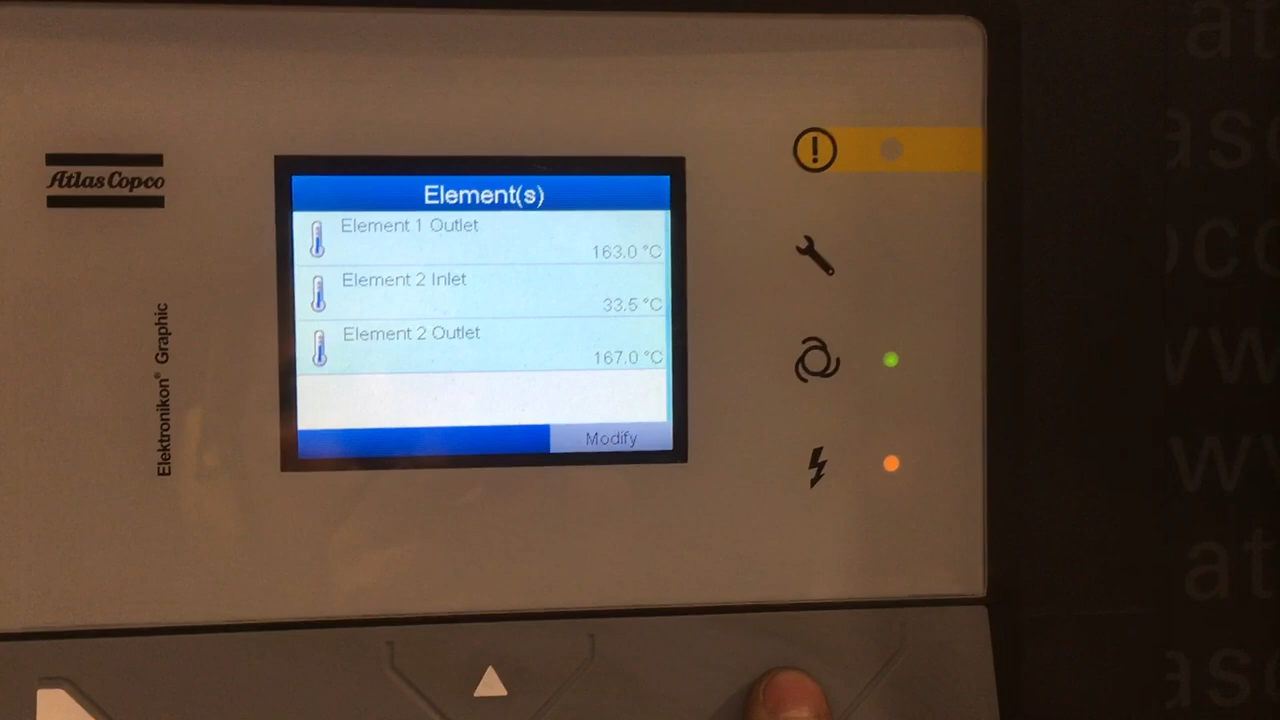 Atlas Copco
Elektronikon® Graphic
Element(s)
Element 1 Outlet
163.0 °C
Element 2 Inlet
33.5 °C
Element 2 Outlet
167.0 °C
Modify